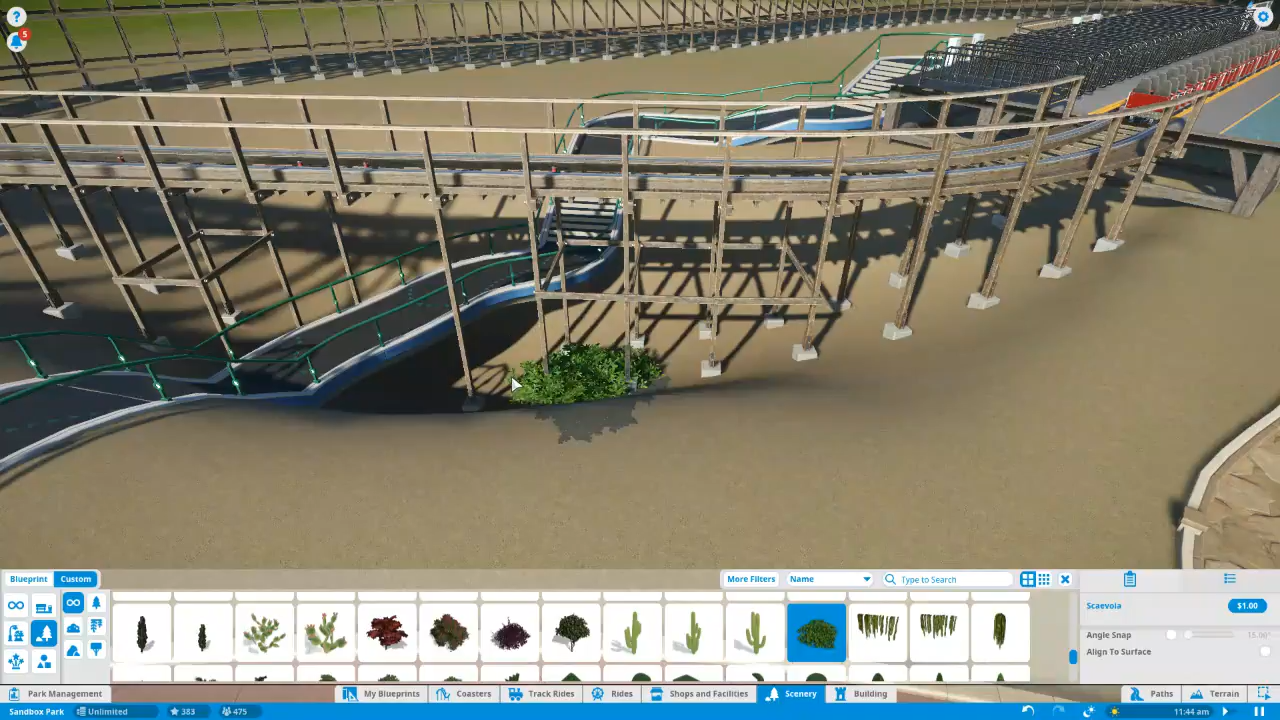 ?
5
Blueprint
Custom
More Filters
Name
Type to Search
Scaevola
$1.00
Angle Snap
15.00°
Align To Surface
Park Management
My Blueprints
Coasters
Track Rides
Rides
Shops and Facilities
Scenery
Building
Paths
Terrain
Sandbox Park
Unlimited
383
475
11:44 am